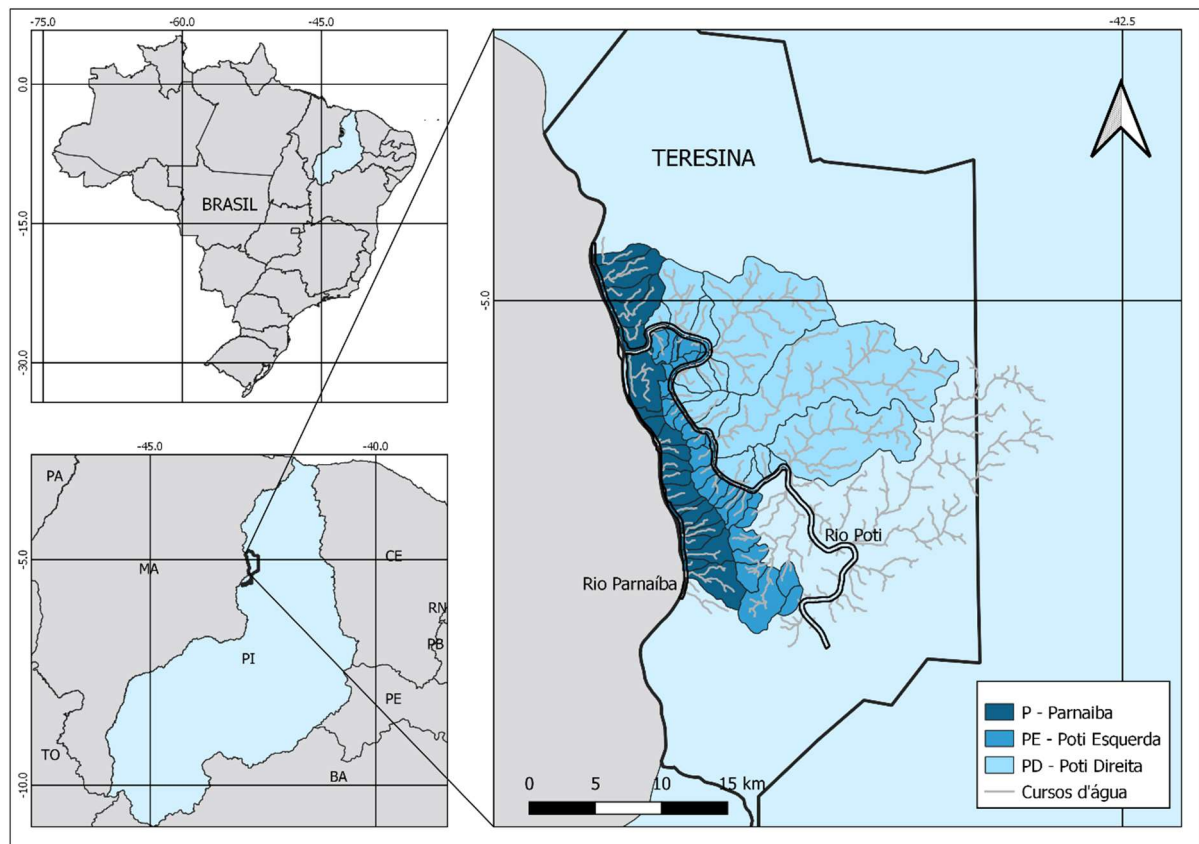 -75.0
-60.0
-45.0
0.0
-15.0
-30.0
BRASIL
-45.0
-40.0
-5.0
-10.0
PA
MA
CE
RN
PB
PI
PE
TO
BA
-42.5
-5.0
TERESINA
Rio Poti
Rio Parnaíba
P - Parnaiba
PE - Poti Esquerda
PD - Poti Direita
Cursos d'água
0 5 10 15 km